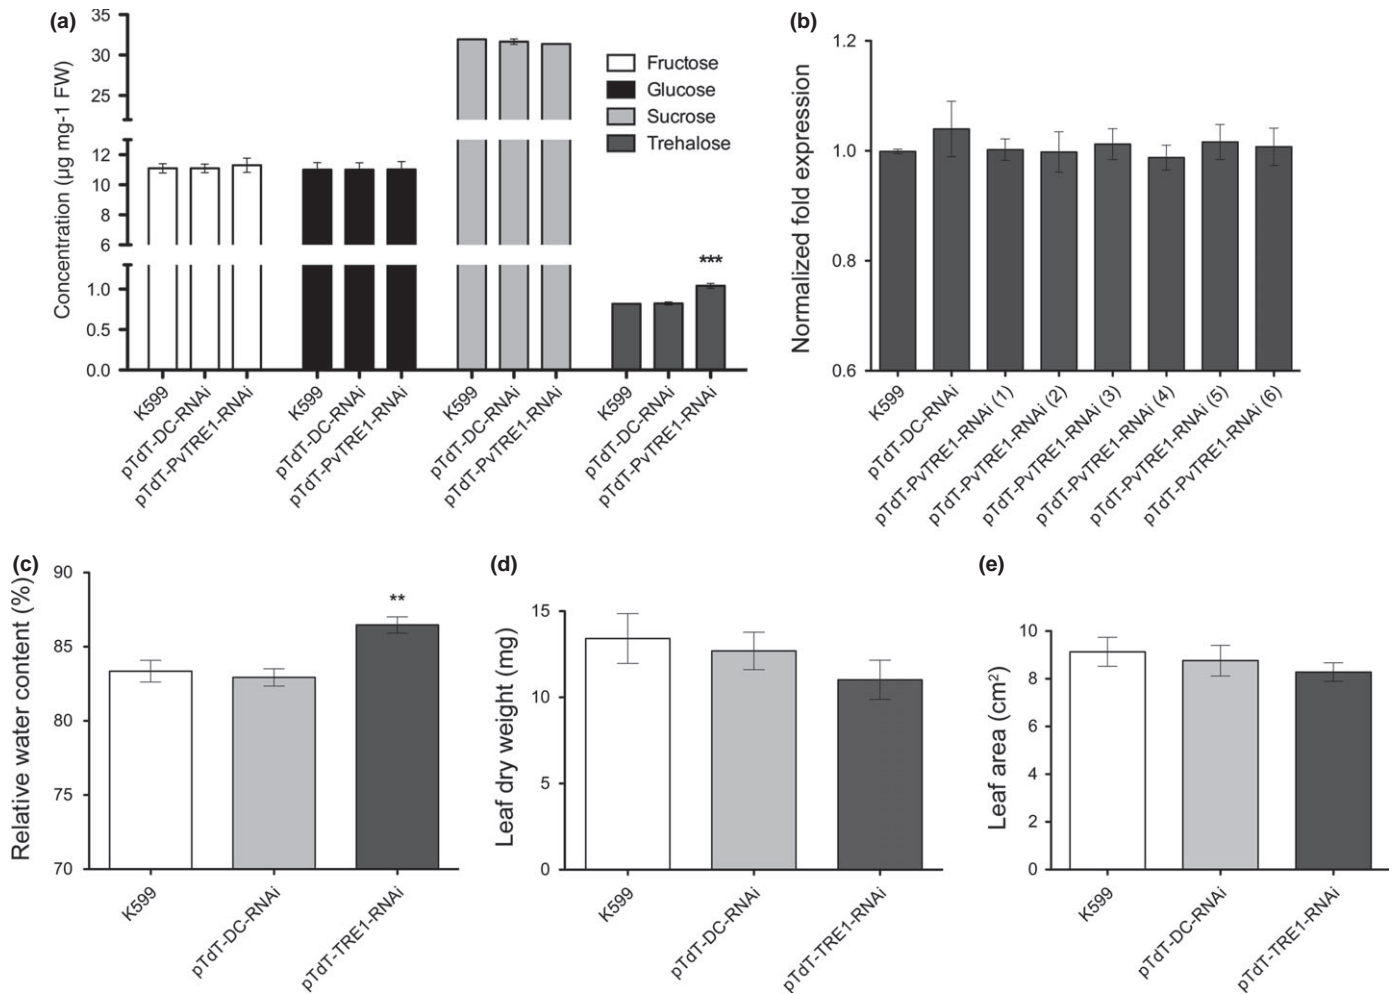 (a)
Concentration (µg mg-1 FW)
35
30
25
12
10
8
6
1.0
0.5
0.0
Fructose
Glucose
Sucrose
Trehalose
***
K599
pTdT-DC-RNAi
pTdT-PvTRE1-RNAi
K599
pTdT-DC-RNAi
pTdT-PvTRE1-RNAi
K599
pTdT-DC-RNAi
pTdT-PvTRE1-RNAi
K599
pTdT-DC-RNAi
pTdT-PvTRE1-RNAi
(b)
Normalized fold expression
1.2
1.0
0.8
0.6
K599
pTdT-DC-RNAi
pTdT-PvTRE1-RNAi (1)
pTdT-PvTRE1-RNAi (2)
pTdT-PvTRE1-RNAi (3)
pTdT-PvTRE1-RNAi (4)
pTdT-PvTRE1-RNAi (5)
pTdT-PvTRE1-RNAi (6)
(c)
Relative water content (%)
90
85
80
75
70
**
K599
pTdT-DC-RNAi
pTdT-TRE1-RNAi
(d)
Leaf dry weight (mg)
15
10
5
0
K599
pTdT-DC-RNAi
pTdT-TRE1-RNAi
(e)
Leaf area (cm²)
10
8
6
4
2
0
K599
pTdT-DC-RNAi
pTdT-TRE1-RNAi